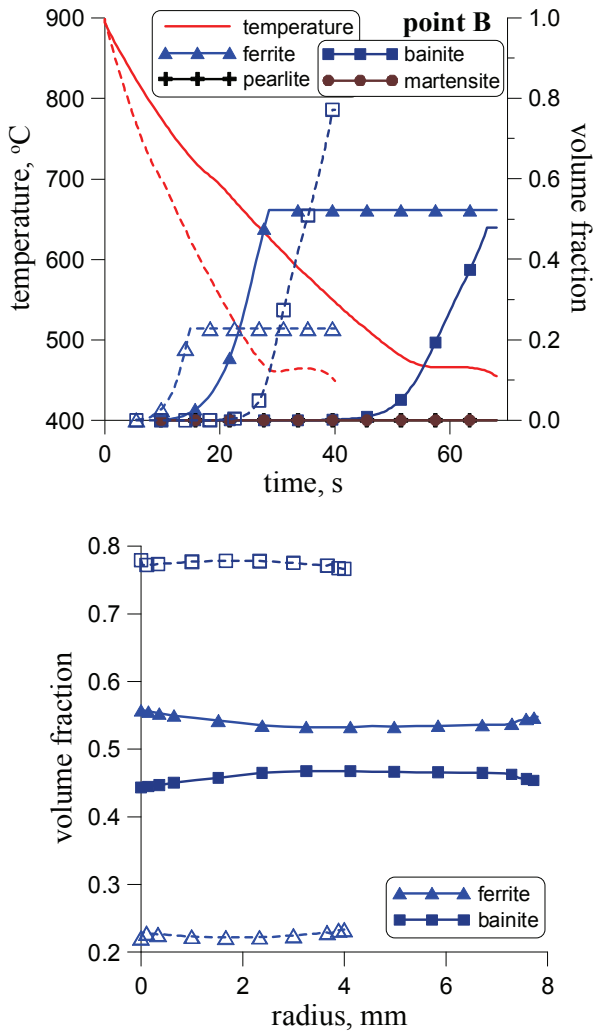 point B
temperature
ferrite
pearlite
bainite
martensite
900
800
700
600
500
400
temperature, °C
1.0
0.8
0.6
0.4
0.2
0.0
volume fraction
0 20 40 60
time, s
0.8
0.7
0.6
0.5
0.4
0.3
0.2
volume fraction
ferrite
bainite
0 2 4 6 8
radius, mm